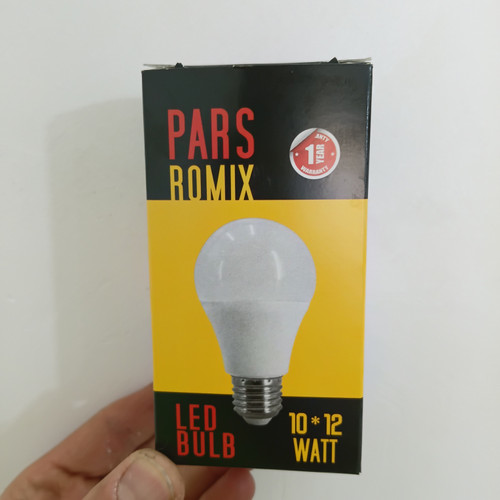 PARS
ROMIX
1
YEAR
WARRANTY
LED
BULB
10*12
WATT